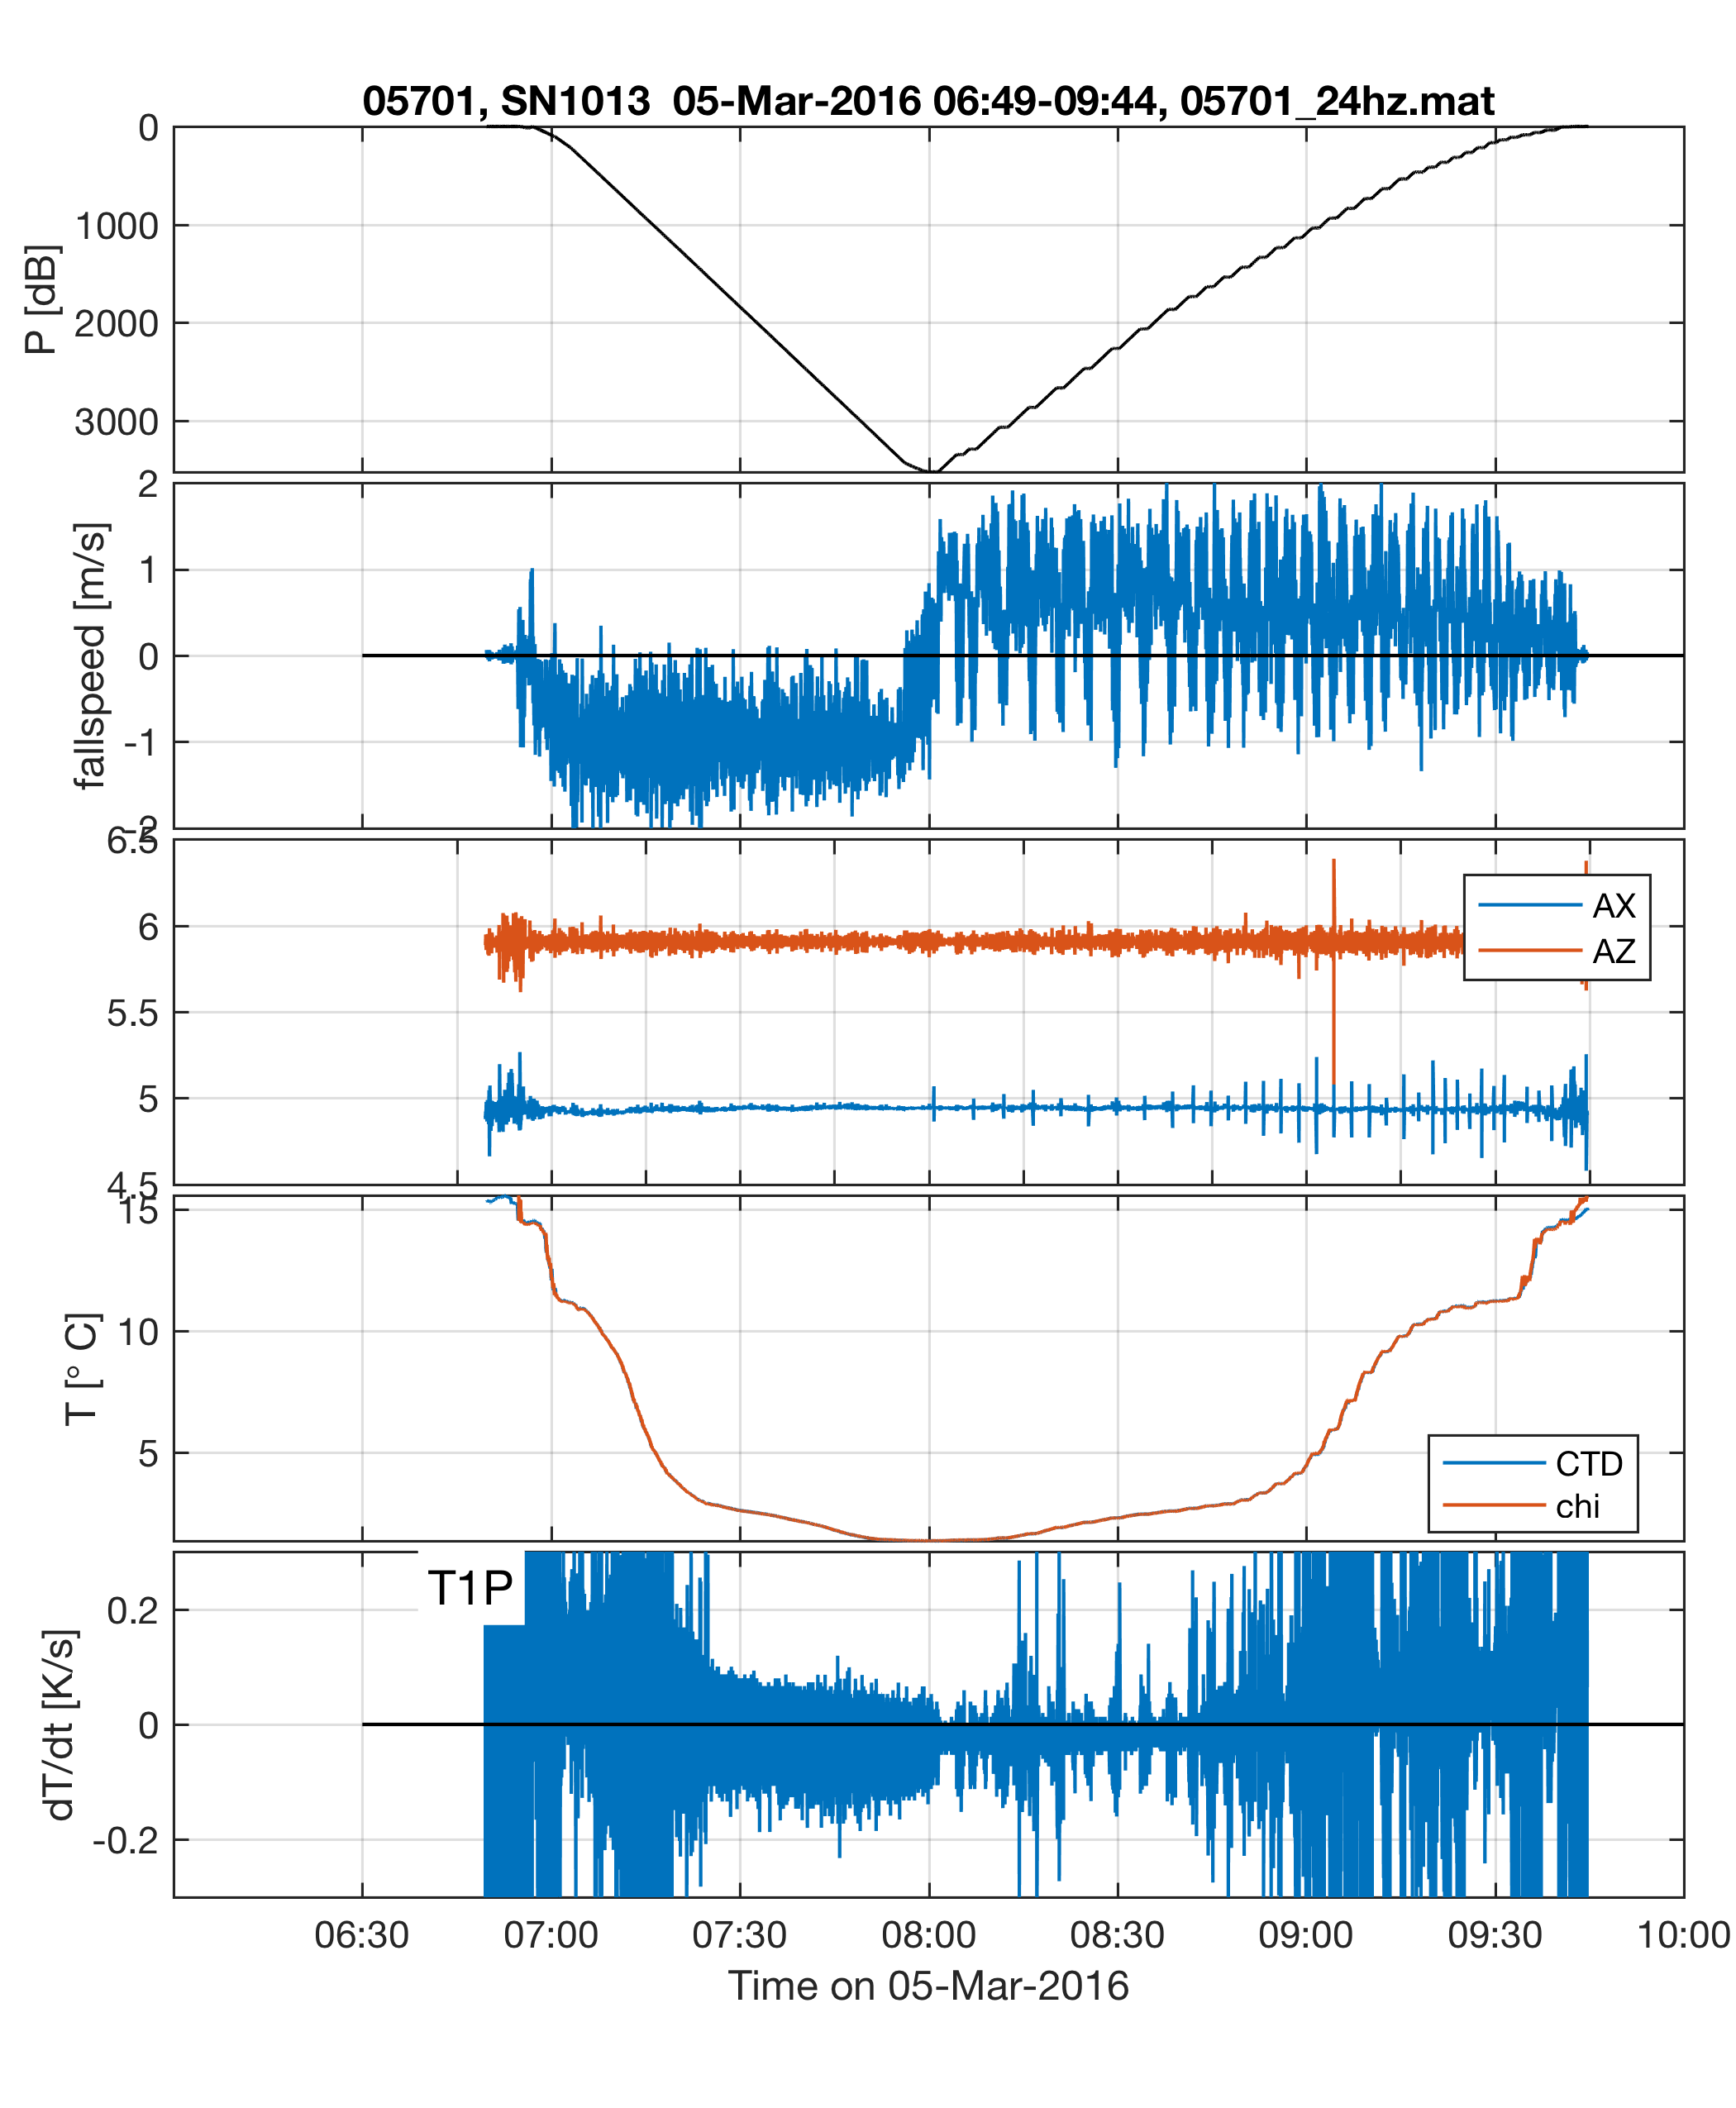 05701, SN1013  05-Mar-2016 06:49-09:44, 05701_24hz.mat
0
1000
2000
3000
P [dB]
2
1
0
-1
-2
fallspeed [m/s]
6.5
6
5.5
5
4.5
AX
AZ
15
10
5
T [° C]
CTD
chi
T1P
0.2
0
-0.2
dT/dt [K/s]
06:30 07:00 07:30 08:00 08:30 09:00 09:30 10:00
Time on 05-Mar-2016